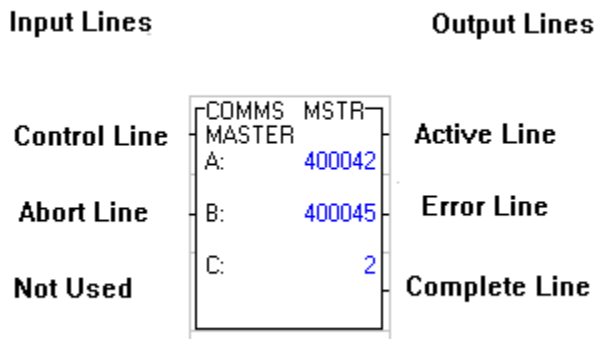 Input Lines Output Lines
COMMS MSTR
Control Line MASTER Active Line
A: 400042
Abort Line B: 400045 Error Line
C: 2
Not Used Complete Line